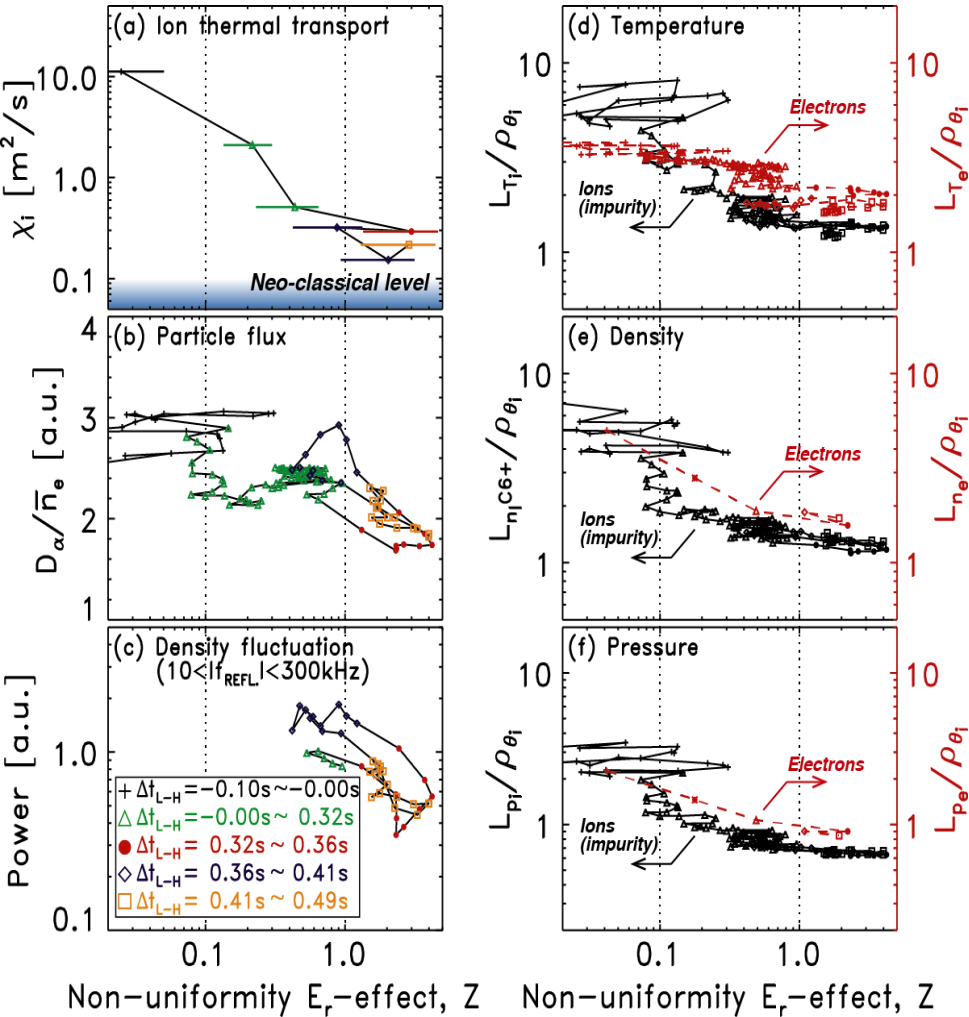 (a) Ion thermal transport
χi [m²/s]
10.0
1.0
0.1
Neo-classical level
(b) Particle flux
Dα/n̅e [a.u.]
4
3
2
1
(c) Density fluctuation
(10<|fREFL.|<300kHz)
Power [a.u.]
1.0
0.1
+ ΔtL-H= -0.10s ~ -0.00s
△ ΔtL-H= -0.00s ~ 0.32s
● ΔtL-H= 0.32s ~ 0.36s
◇ ΔtL-H= 0.36s ~ 0.41s
□ ΔtL-H= 0.41s ~ 0.49s
0.1
1.0
Non-uniformity Er-effect, Z
(d) Temperature
LTi/ρθi
10
1
Electrons
Ions
(impurity)
10
1
LTe/ρθi
(e) Density
LnIC6+/ρθi
10
1
Electrons
Ions
(impurity)
10
1
Lne/ρθi
(f) Pressure
Lpi/ρθi
10
1
Electrons
Ions
(impurity)
10
1
Lpe/ρθi
0.1
1.0
Non-uniformity Er-effect, Z